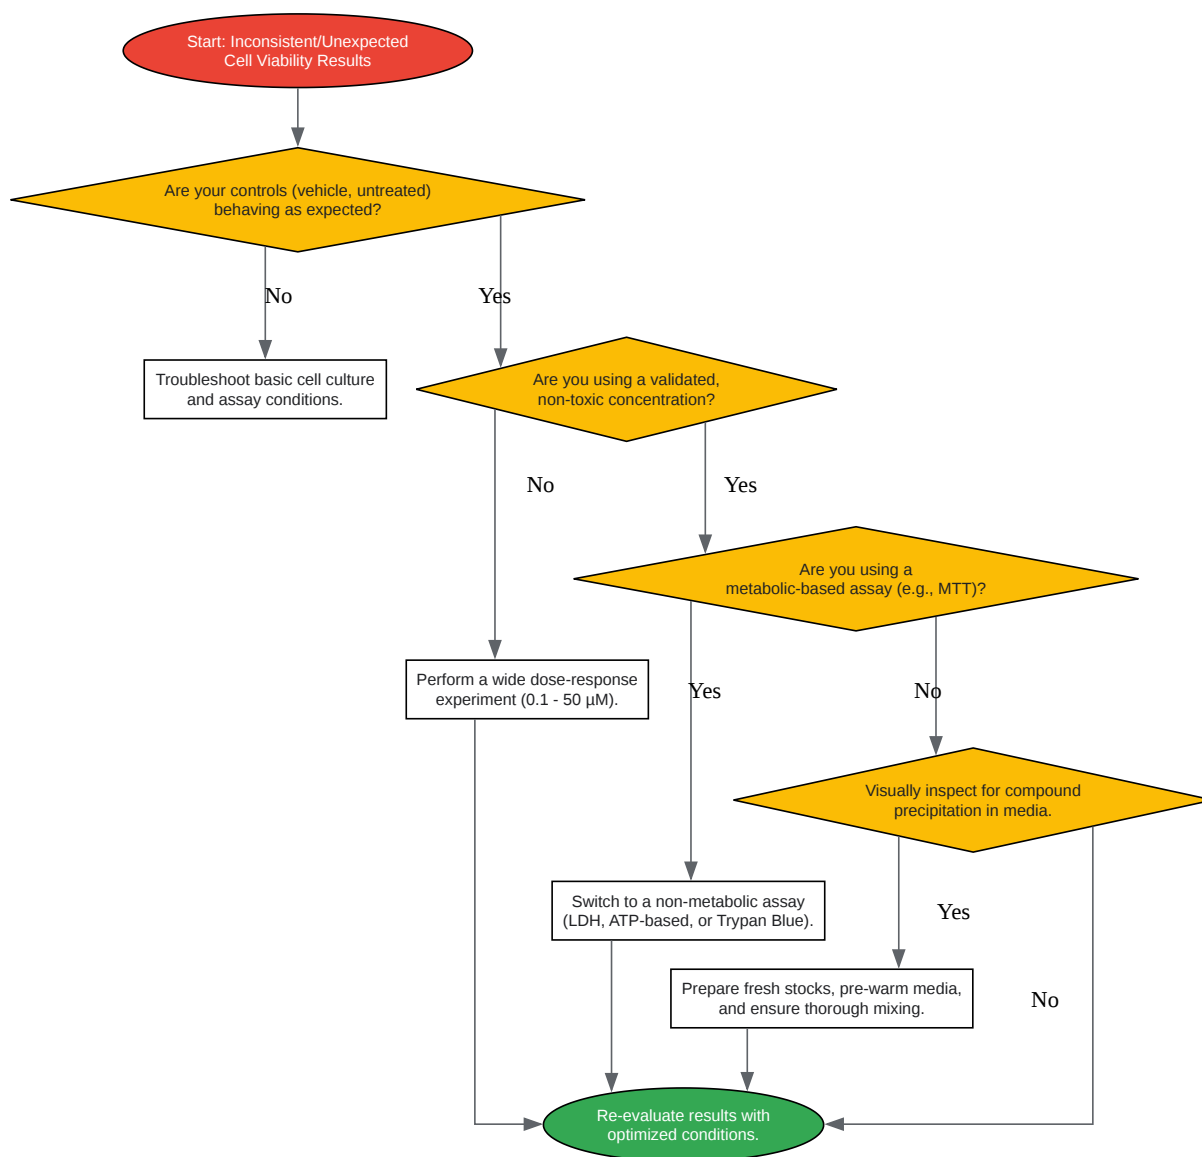 Start: Inconsistent/Unexpected
Cell Viability Results
Are your controls (vehicle, untreated)
behaving as expected?
No
Yes
Troubleshoot basic cell culture
and assay conditions.
Are you using a validated,
non-toxic concentration?
No
Yes
Are you using a
metabolic-based assay (e.g., MTT)?
Perform a wide dose-response
experiment (0.1 - 50 µM).
Yes
No
Visually inspect for compound
precipitation in media.
Switch to a non-metabolic assay
(LDH, ATP-based, or Trypan Blue).
Yes
Prepare fresh stocks, pre-warm media,
and ensure thorough mixing.
No
Re-evaluate results with
optimized conditions.